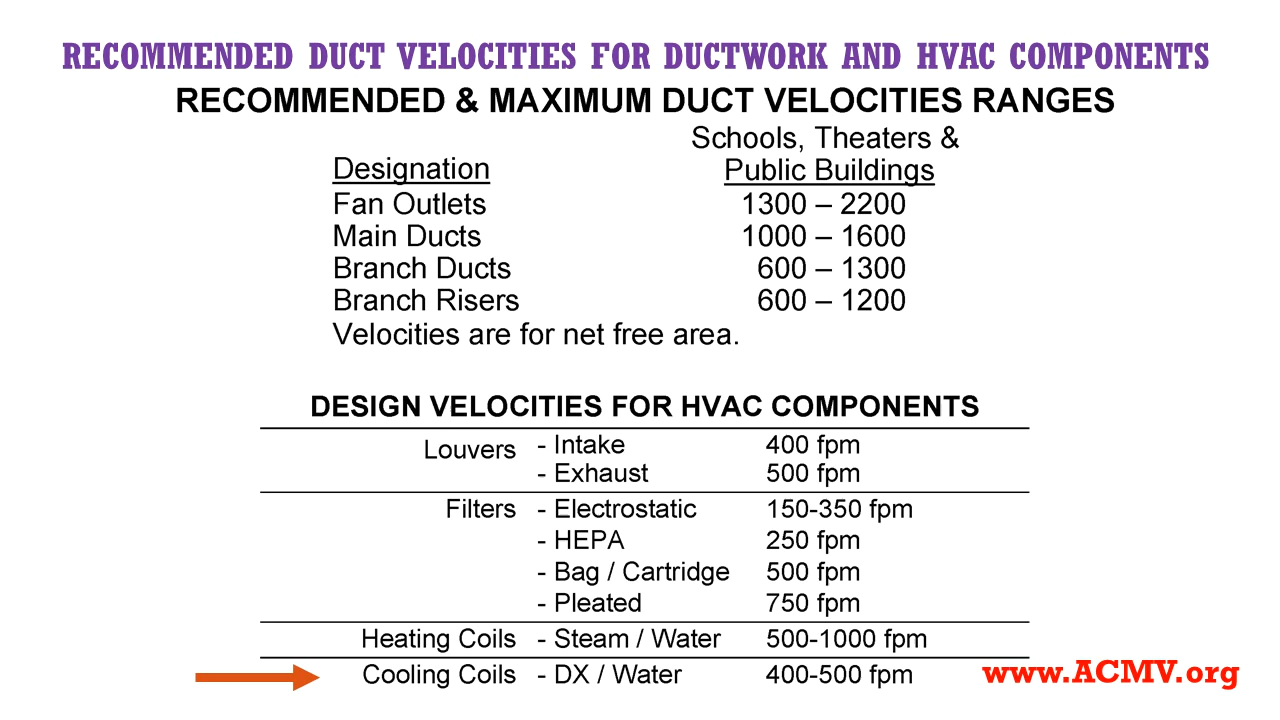 RECOMMENDED DUCT VELOCITIES FOR DUCTWORK AND HVAC COMPONENTS
RECOMMENDED & MAXIMUM DUCT VELOCITIES RANGES
Schools, Theaters &
Designation Public Buildings
Fan Outlets 1300 – 2200
Main Ducts 1000 – 1600
Branch Ducts 600 – 1300
Branch Risers 600 – 1200
Velocities are for net free area.
DESIGN VELOCITIES FOR HVAC COMPONENTS
Louvers - Intake 400 fpm
- Exhaust 500 fpm
Filters - Electrostatic 150-350 fpm
- HEPA 250 fpm
- Bag / Cartridge 500 fpm
- Pleated 750 fpm
Heating Coils - Steam / Water 500-1000 fpm
Cooling Coils - DX / Water 400-500 fpm
www.ACMV.org